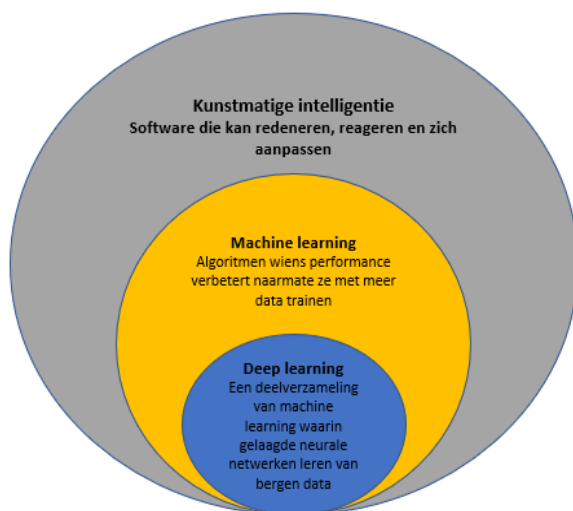 Kunstmatige intelligentie
Software die kan redeneren, reageren en zich
aanpassen
Machine learning
Algoritmen wiens performance
verbetert naarmate ze met meer
data trainen
Deep learning
Een deelverzameling
van machine
learning waarin
gelaagde neurale
netwerken leren van
bergen data